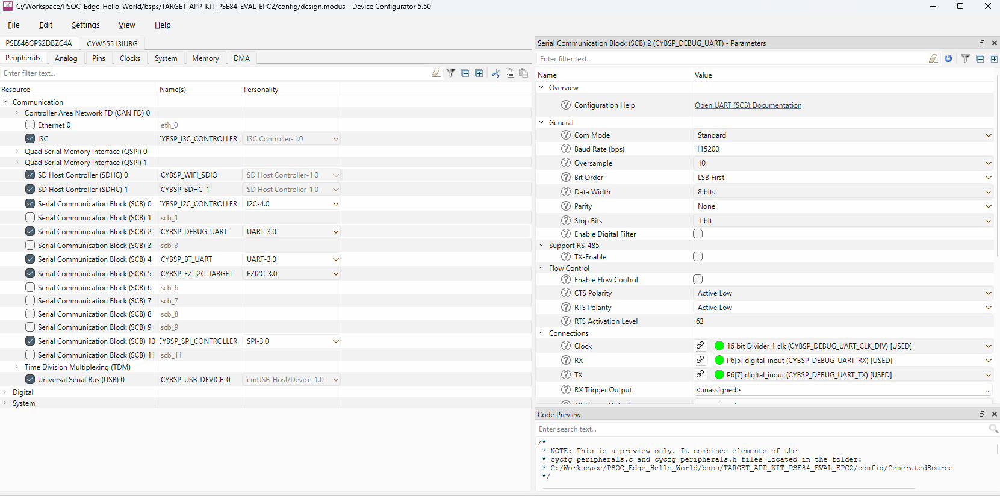 C:/Workspace/PSOC_Edge_Hello_World/bsps/TARGET_APP_KIT_PSE84_EVAL_EPC2/config/design.modus - Device Configurator 5.50
File Edit Settings View Help
PSE846GPS2DBZC4A CYW55513IUBG
Peripherals Analog Pins Clocks System Memory DMA
Enter filter text...
Resource Name(s) Personality
Communication
Controller Area Network FD (CAN FD) 0
Ethernet 0 eth_0
I3C CYBSP_I3C_CONTROLLER I3C Controller-1.0
Quad Serial Memory Interface (QSPI) 0
Quad Serial Memory Interface (QSPI) 1
SD Host Controller (SDHC) 0 CYBSP_WIFI_SDIO SD Host Controller-1.0
SD Host Controller (SDHC) 1 CYBSP_SDHC_1 SD Host Controller-1.0
Serial Communication Block (SCB) 0 CYBSP_I2C_CONTROLLER I2C-4.0
Serial Communication Block (SCB) 1 scb_1
Serial Communication Block (SCB) 2 CYBSP_DEBUG_UART UART-3.0
Serial Communication Block (SCB) 3 scb_3
Serial Communication Block (SCB) 4 CYBSP_BT_UART UART-3.0
Serial Communication Block (SCB) 5 CYBSP_EZ_I2C_TARGET EZI2C-3.0
Serial Communication Block (SCB) 6 scb_6
Serial Communication Block (SCB) 7 scb_7
Serial Communication Block (SCB) 8 scb_8
Serial Communication Block (SCB) 9 scb_9
Serial Communication Block (SCB) 10 CYBSP_SPI_CONTROLLER SPI-3.0
Serial Communication Block (SCB) 11 scb_11
Time Division Multiplexing (TDM)
Universal Serial Bus (USB) 0 CYBSP_USB_DEVICE_0 emUSB-Host/Device-1.0
Digital
System
Serial Communication Block (SCB) 2 (CYBSP_DEBUG_UART) - Parameters
Enter filter text...
Name Value
Overview
Configuration Help Open UART (SCB) Documentation
General
Com Mode Standard
Baud Rate (bps) 115200
Oversample 10
Bit Order LSB First
Data Width 8 bits
Parity None
Stop Bits 1 bit
Enable Digital Filter
Support RS-485
TX-Enable
Flow Control
Enable Flow Control
CTS Polarity Active Low
RTS Polarity Active Low
RTS Activation Level 63
Connections
Clock 16 bit Divider 1 clk (CYBSP_DEBUG_UART_CLK_DIV) [USED]
RX P6[5] digital_inout (CYBSP_DEBUG_UART_RX) [USED]
TX P6[7] digital_inout (CYBSP_DEBUG_UART_TX) [USED]
RX Trigger Output <unassigned> ...
Code Preview
Enter search text...
/*
* NOTE: This is a preview only. It combines elements of the
* cycfg_peripherals.c and cycfg_peripherals.h files located in the folder:
* C:/Workspace/PSOC_Edge_Hello_World/bsps/TARGET_APP_KIT_PSE84_EVAL_EPC2/config/GeneratedSource
*/